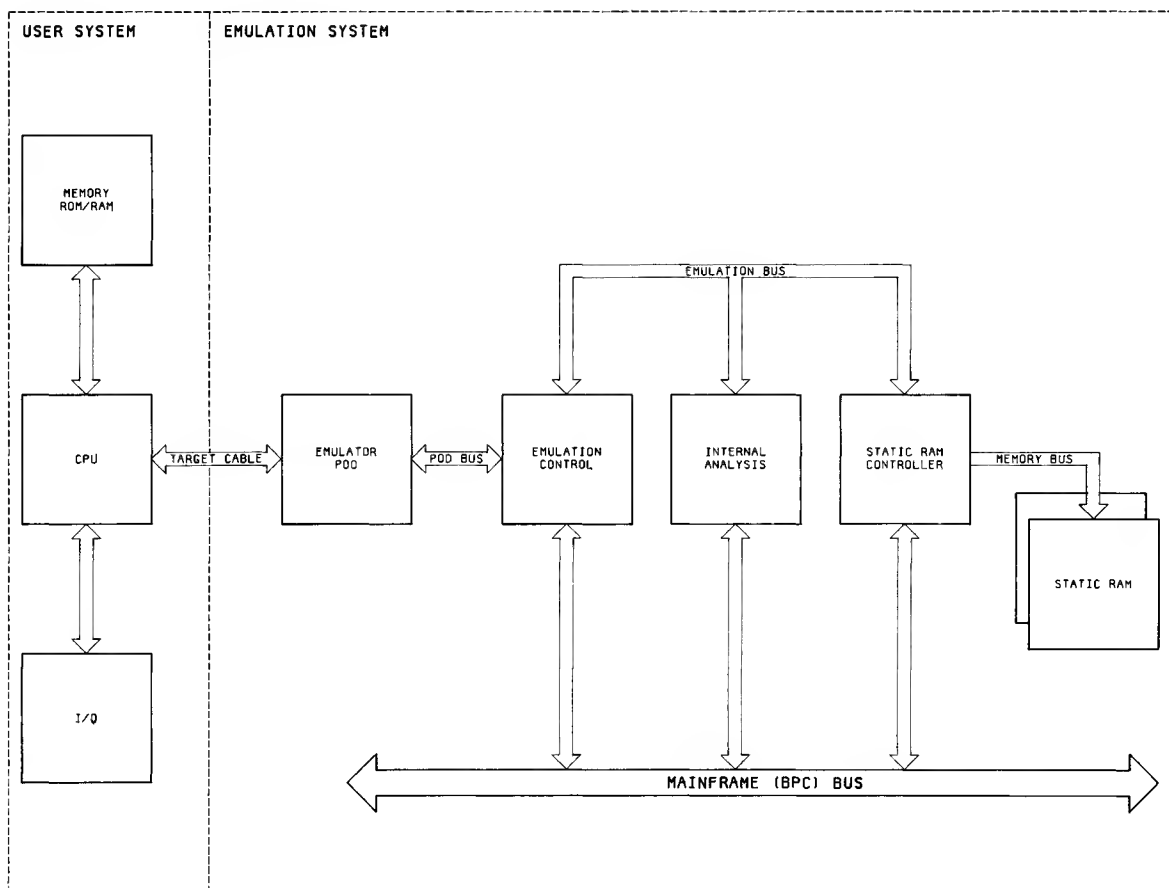 USER SYSTEM
EMULATION SYSTEM
MEMORY
ROM/RAM
EMULATION BUS
CPU
TARGET CABLE
EMULATOR
POD
POD BUS
EMULATION
CONTROL
INTERNAL
ANALYSIS
STATIC RAM
CONTROLLER
MEMORY BUS
STATIC RAM
I/O
MAINFRAME (BPC) BUS